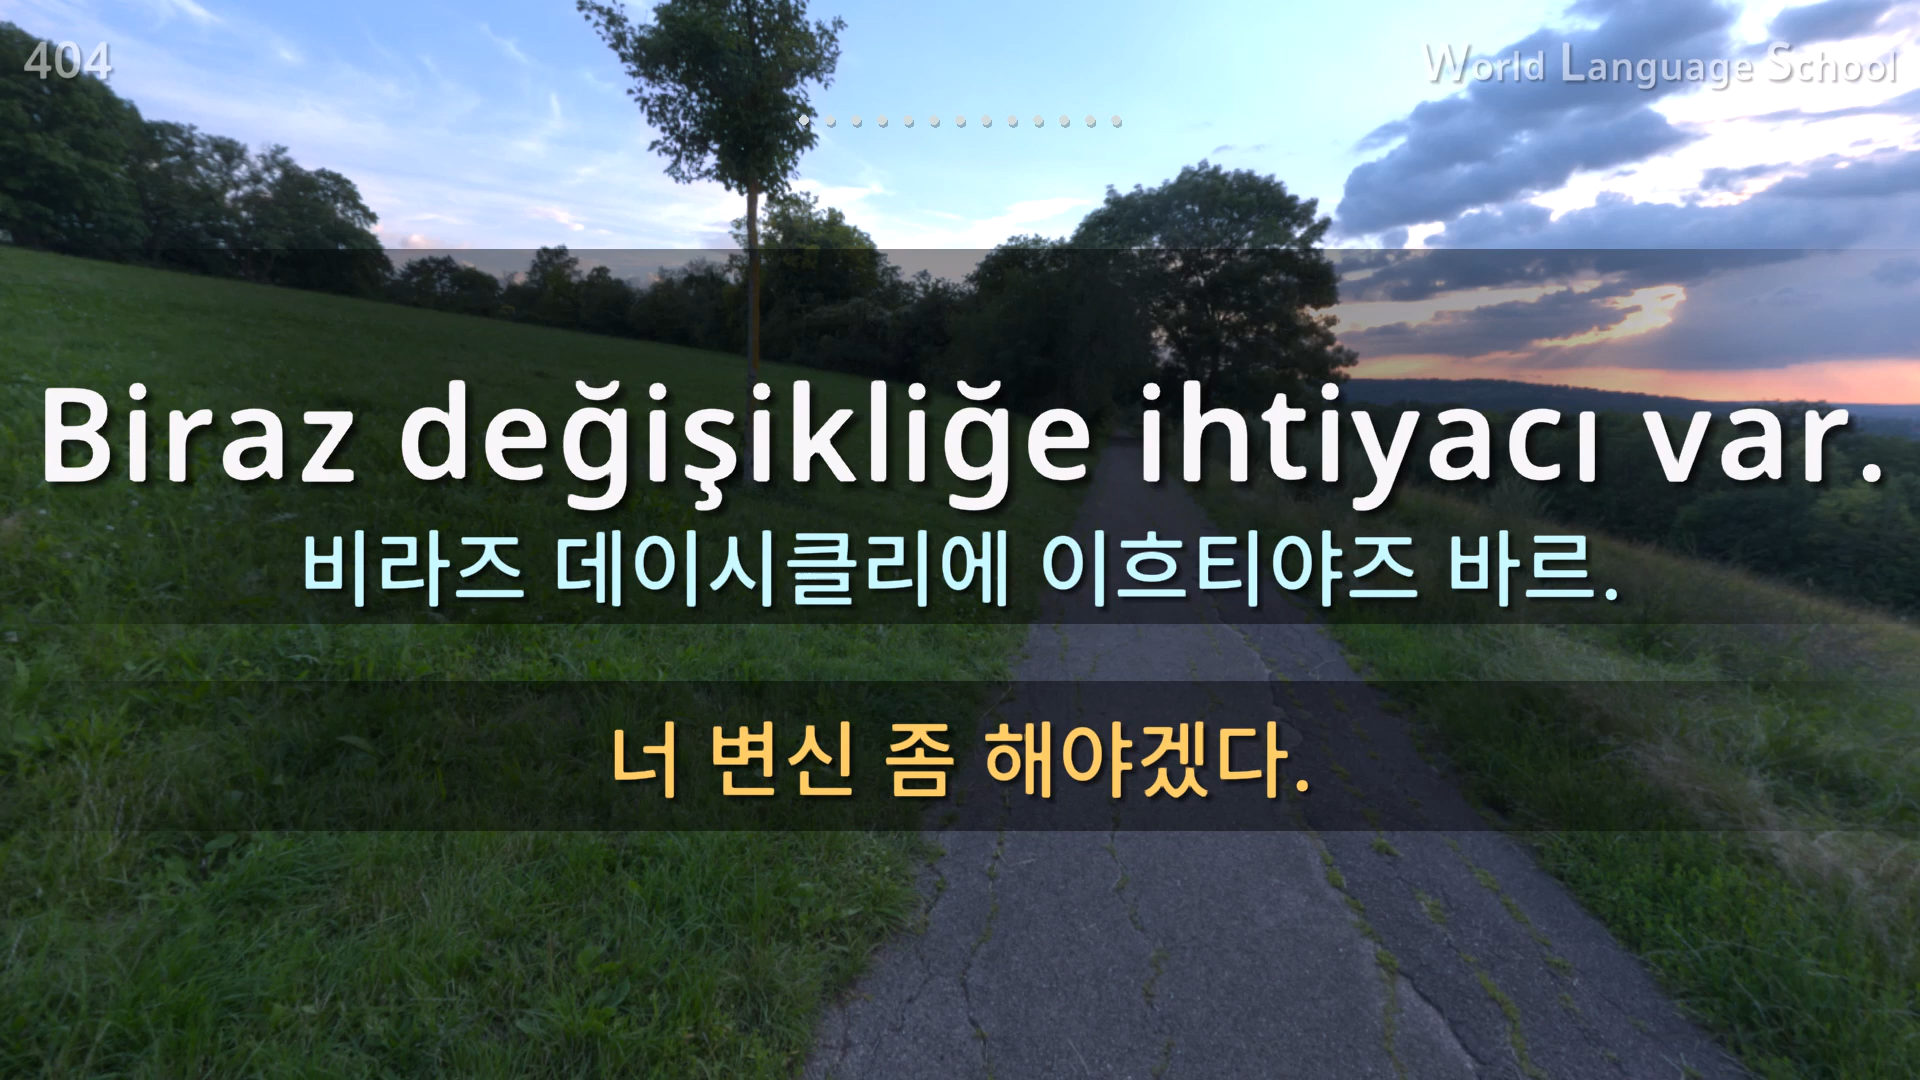 404
World Language School
Biraz değişikliğe ihtiyacı var.
비라즈 데이시클리에 이흐티야즈 바르.
너 변신 좀 해야겠다.